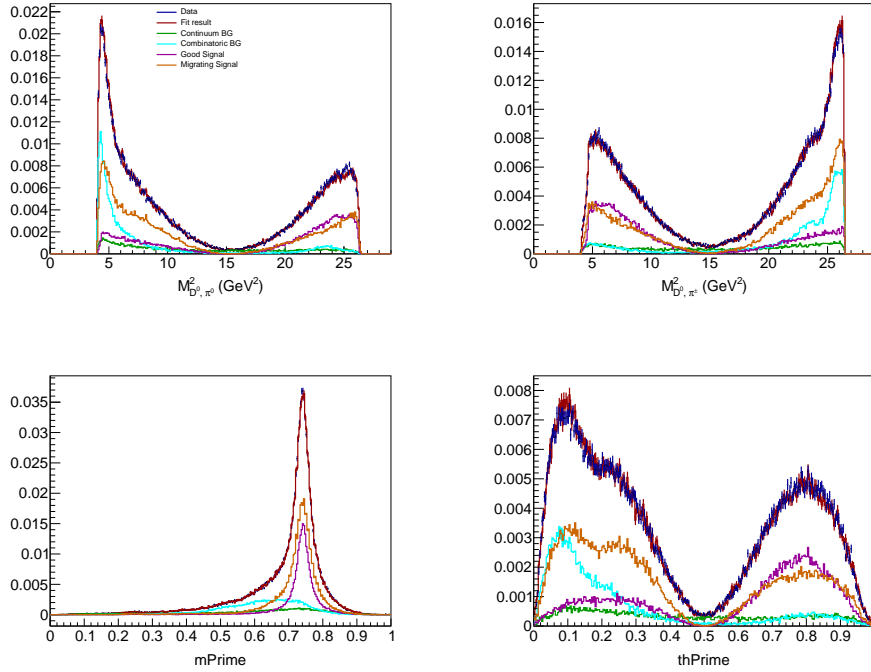 0.022
0.02
0.018
0.016
0.014
0.012
0.01
0.008
0.006
0.004
0.002
0
0 5 10 15 20 25
M²_D⁰, π⁰ (GeV²)
Data
Fit result
Continuum BG
Combinatoric BG
Good Signal
Migrating Signal
0.016
0.014
0.012
0.01
0.008
0.006
0.004
0.002
0
0 5 10 15 20 25
M²_D⁰, π± (GeV²)
0.035
0.03
0.025
0.02
0.015
0.01
0.005
0
0 0.1 0.2 0.3 0.4 0.5 0.6 0.7 0.8 0.9 1
mPrime
0.008
0.007
0.006
0.005
0.004
0.003
0.002
0.001
0
0 0.1 0.2 0.3 0.4 0.5 0.6 0.7 0.8 0.9
thPrime